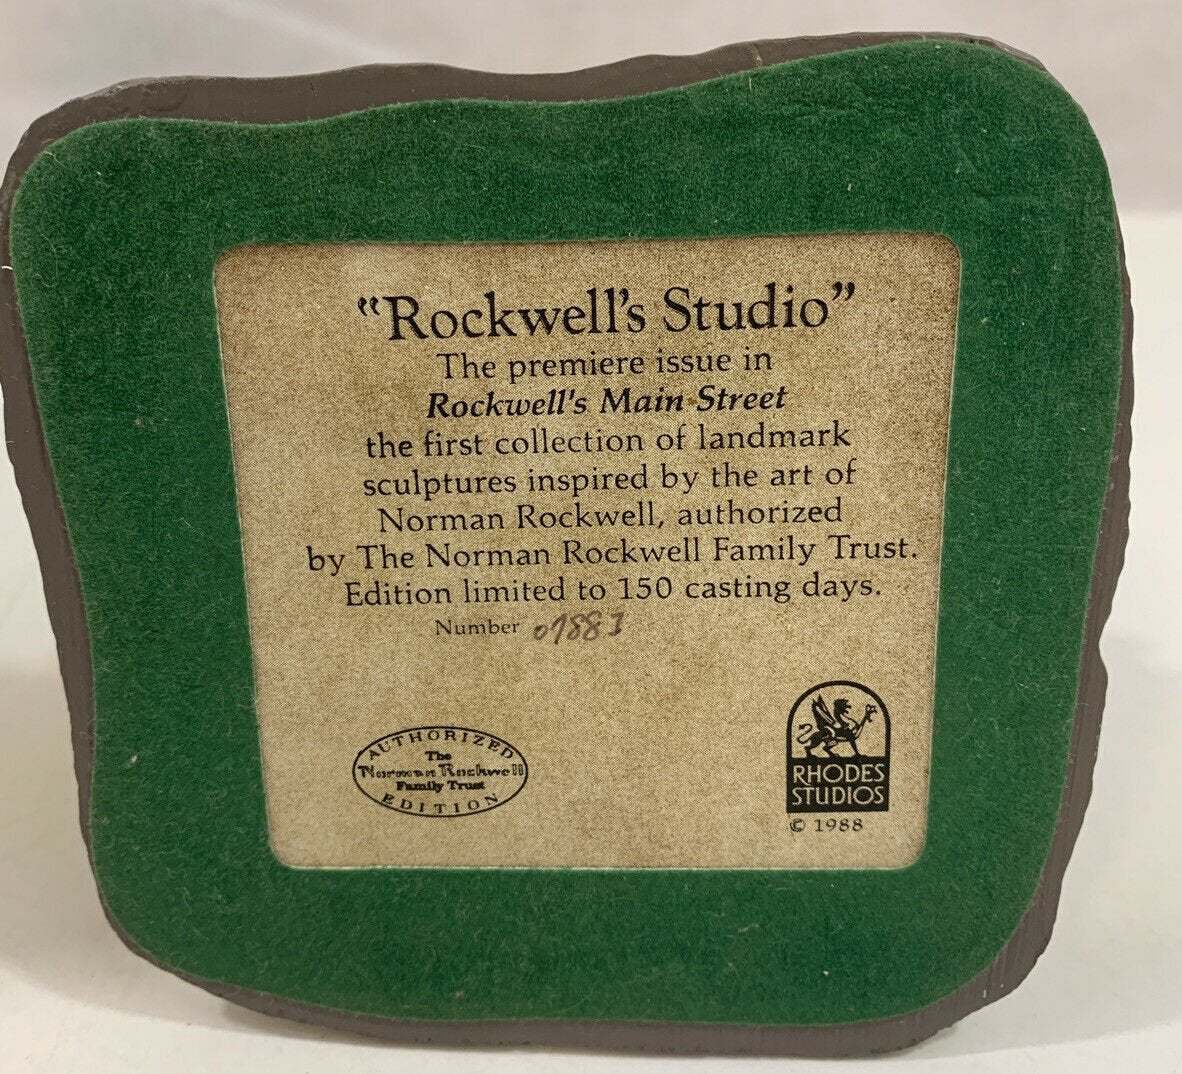 “Rockwell's Studio”
The premiere issue in
Rockwell's Main Street
the first collection of landmark
sculptures inspired by the art of
Norman Rockwell, authorized
by The Norman Rockwell Family Trust.
Edition limited to 150 casting days.
Number
AUTHORIZED
The
Norman Rockwell
Family Trust
EDITION
RHODES
STUDIOS
© 1988